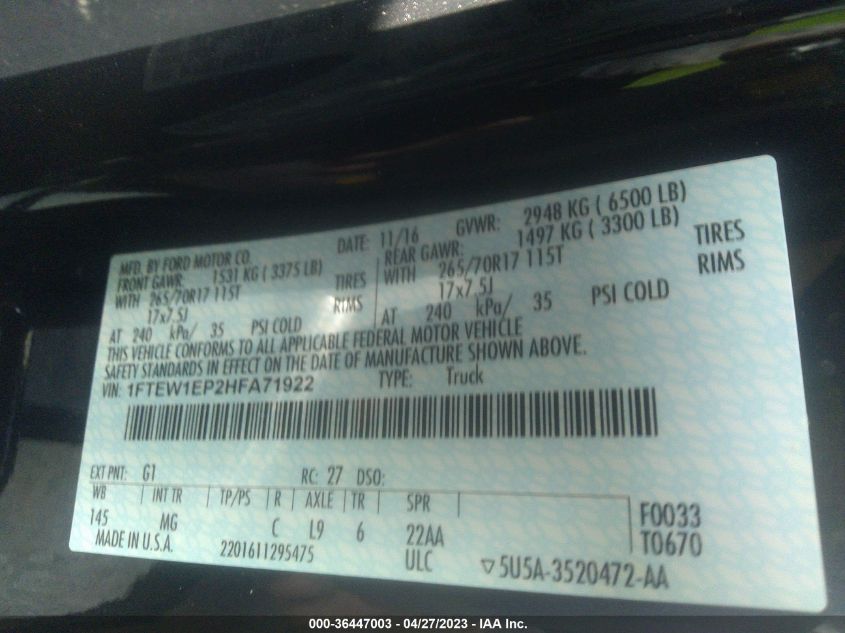 MFD. BY FORD MOTOR CO.
DATE: 11/16
GVWR: 2948 KG ( 6500 LB)
FRONT GAWR: 1531 KG ( 3375 LB)
REAR GAWR: 1497 KG ( 3300 LB)
WITH 265/70R17 115T TIRES
WITH 265/70R17 115T TIRES
17x7.5J RIMS
17x7.5J RIMS
AT 240 kPa/ 35 PSI COLD
AT 240 kPa/ 35 PSI COLD
THIS VEHICLE CONFORMS TO ALL APPLICABLE FEDERAL MOTOR VEHICLE
SAFETY STANDARDS IN EFFECT ON THE DATE OF MANUFACTURE SHOWN ABOVE.
VIN: 1FTEW1EP2HFA71922
TYPE: Truck
EXT PNT: G1 RC: 27 DSO:
WB INT TR TP/PS R AXLE TR SPR
145 MG C L9 6 22AA
F0033
T0670
MADE IN U.S.A. 2201611295475 ULC
▽5U5A-3520472-AA
000-36447003 - 04/27/2023 - IAA Inc.